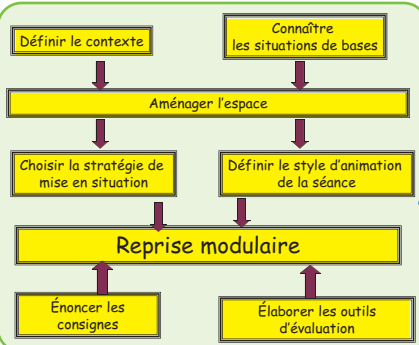 Définir le contexte
Connaître
les situations de bases
Aménager l'espace
Choisir la stratégie de
mise en situation
Définir le style d'animation
de la séance
Reprise modulaire
Énoncer les
consignes
Élaborer les outils
d'évaluation